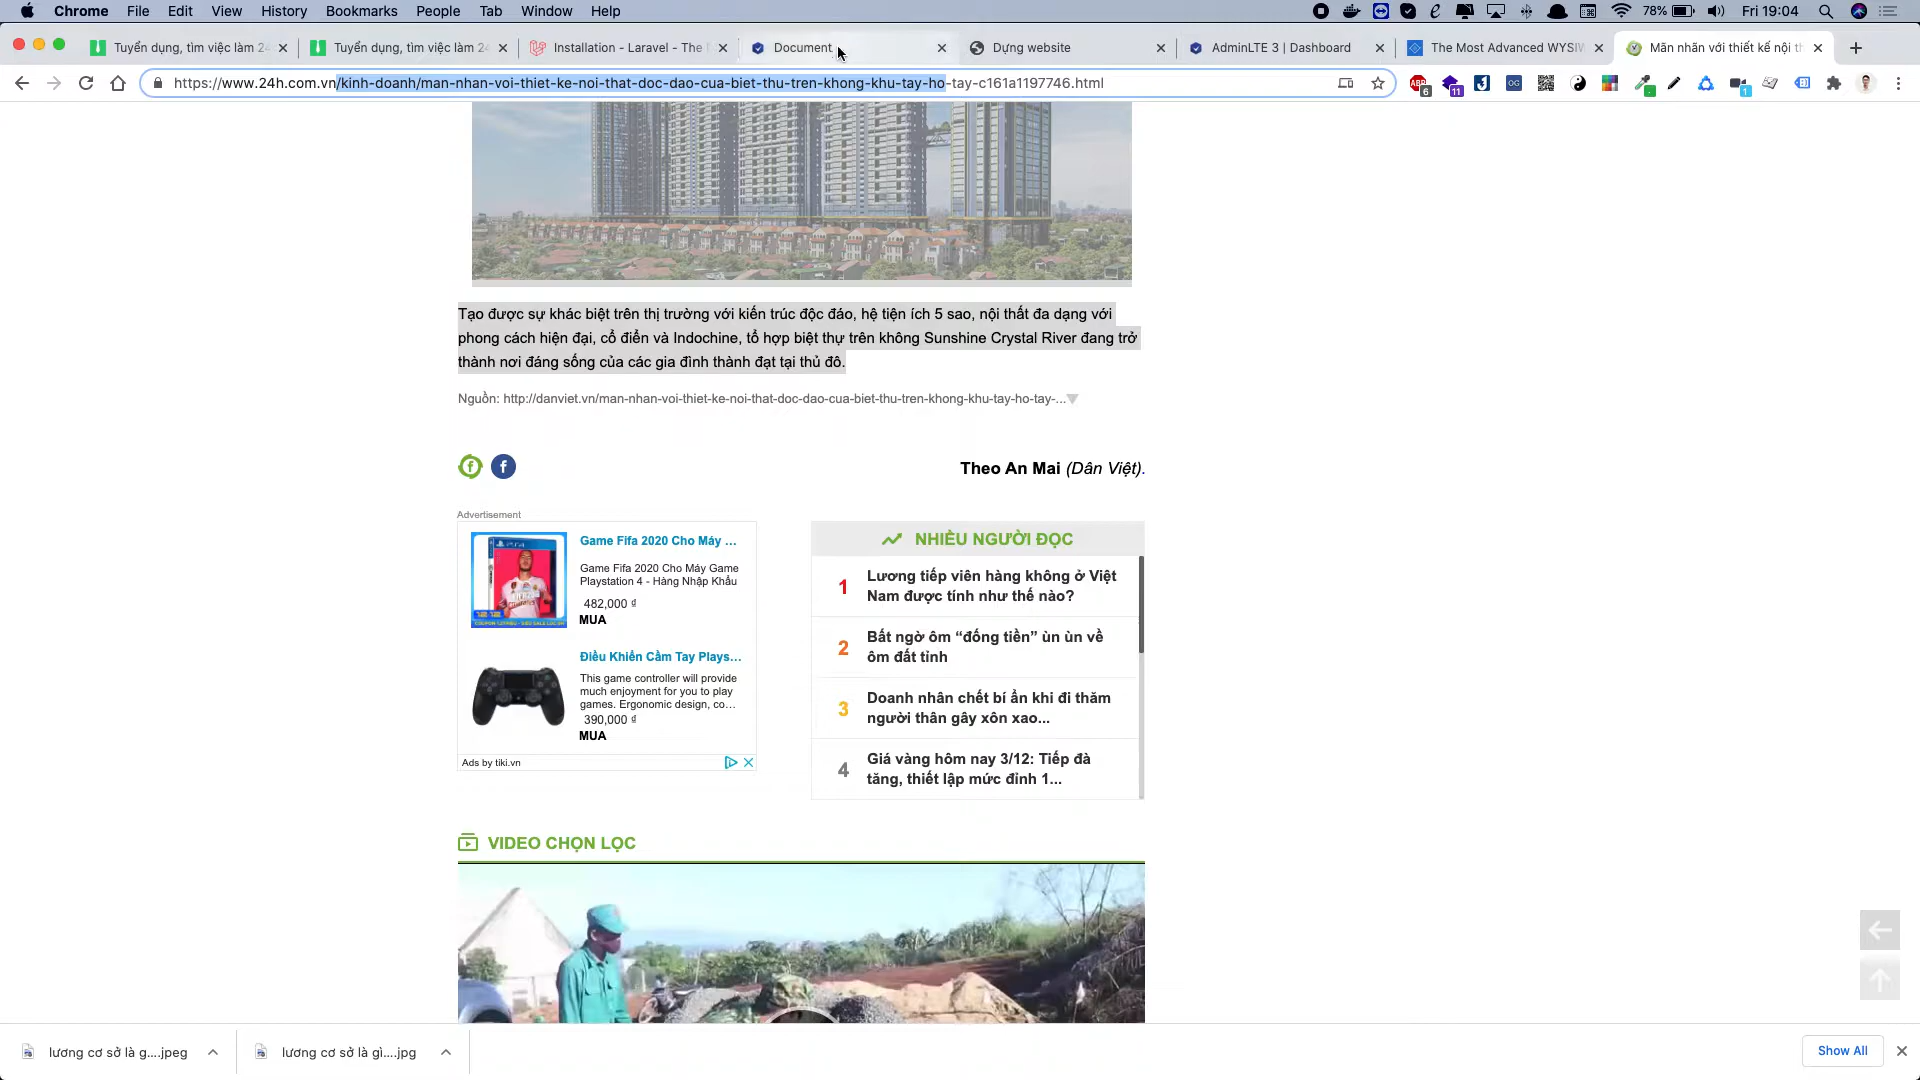 Chrome File Edit View History Bookmarks People Tab Window Help
78% Fri 19:04
Tuyển dụng, tìm việc làm 24
Tuyển dụng, tìm việc làm 24
Installation - Laravel - The
Document
Dựng website
AdminLTE 3 | Dashboard
The Most Advanced WYSIW
Mãn nhãn với thiết kế nội th
https://www.24h.com.vn/kinh-doanh/man-nhan-voi-thiet-ke-noi-that-doc-dao-cua-biet-thu-tren-khong-khu-tay-ho-tay-c161a1197746.html
Tạo được sự khác biệt trên thị trường với kiến trúc độc đáo, hệ tiện ích 5 sao, nội thất đa dạng với
phong cách hiện đại, cổ điển và Indochine, tổ hợp biệt thự trên không Sunshine Crystal River đang trở
thành nơi đáng sống của các gia đình thành đạt tại thủ đô.
Nguồn: http://danviet.vn/man-nhan-voi-thiet-ke-noi-that-doc-dao-cua-biet-thu-tren-khong-khu-tay-ho-tay-...
Theo An Mai (Dân Việt).
Advertisement
Game Fifa 2020 Cho Máy ...
Game Fifa 2020 Cho Máy Game
Playstation 4 - Hàng Nhập Khẩu
482,000 ₫
MUA
Điều Khiển Cầm Tay Plays...
This game controller will provide
much enjoyment for you to play
games. Ergonomic design, co...
390,000 ₫
MUA
Ads by tiki.vn
NHIỀU NGƯỜI ĐỌC
1 Lương tiếp viên hàng không ở Việt
Nam được tính như thế nào?
2 Bất ngờ ôm “đống tiền” ùn ùn về
ôm đất tỉnh
3 Doanh nhân chết bí ẩn khi đi thăm
người thân gây xôn xao...
4 Giá vàng hôm nay 3/12: Tiếp đà
tăng, thiết lập mức đỉnh 1...
VIDEO CHỌN LỌC
lương cơ sở là g....jpeg
lương cơ sở là gì....jpg
Show All